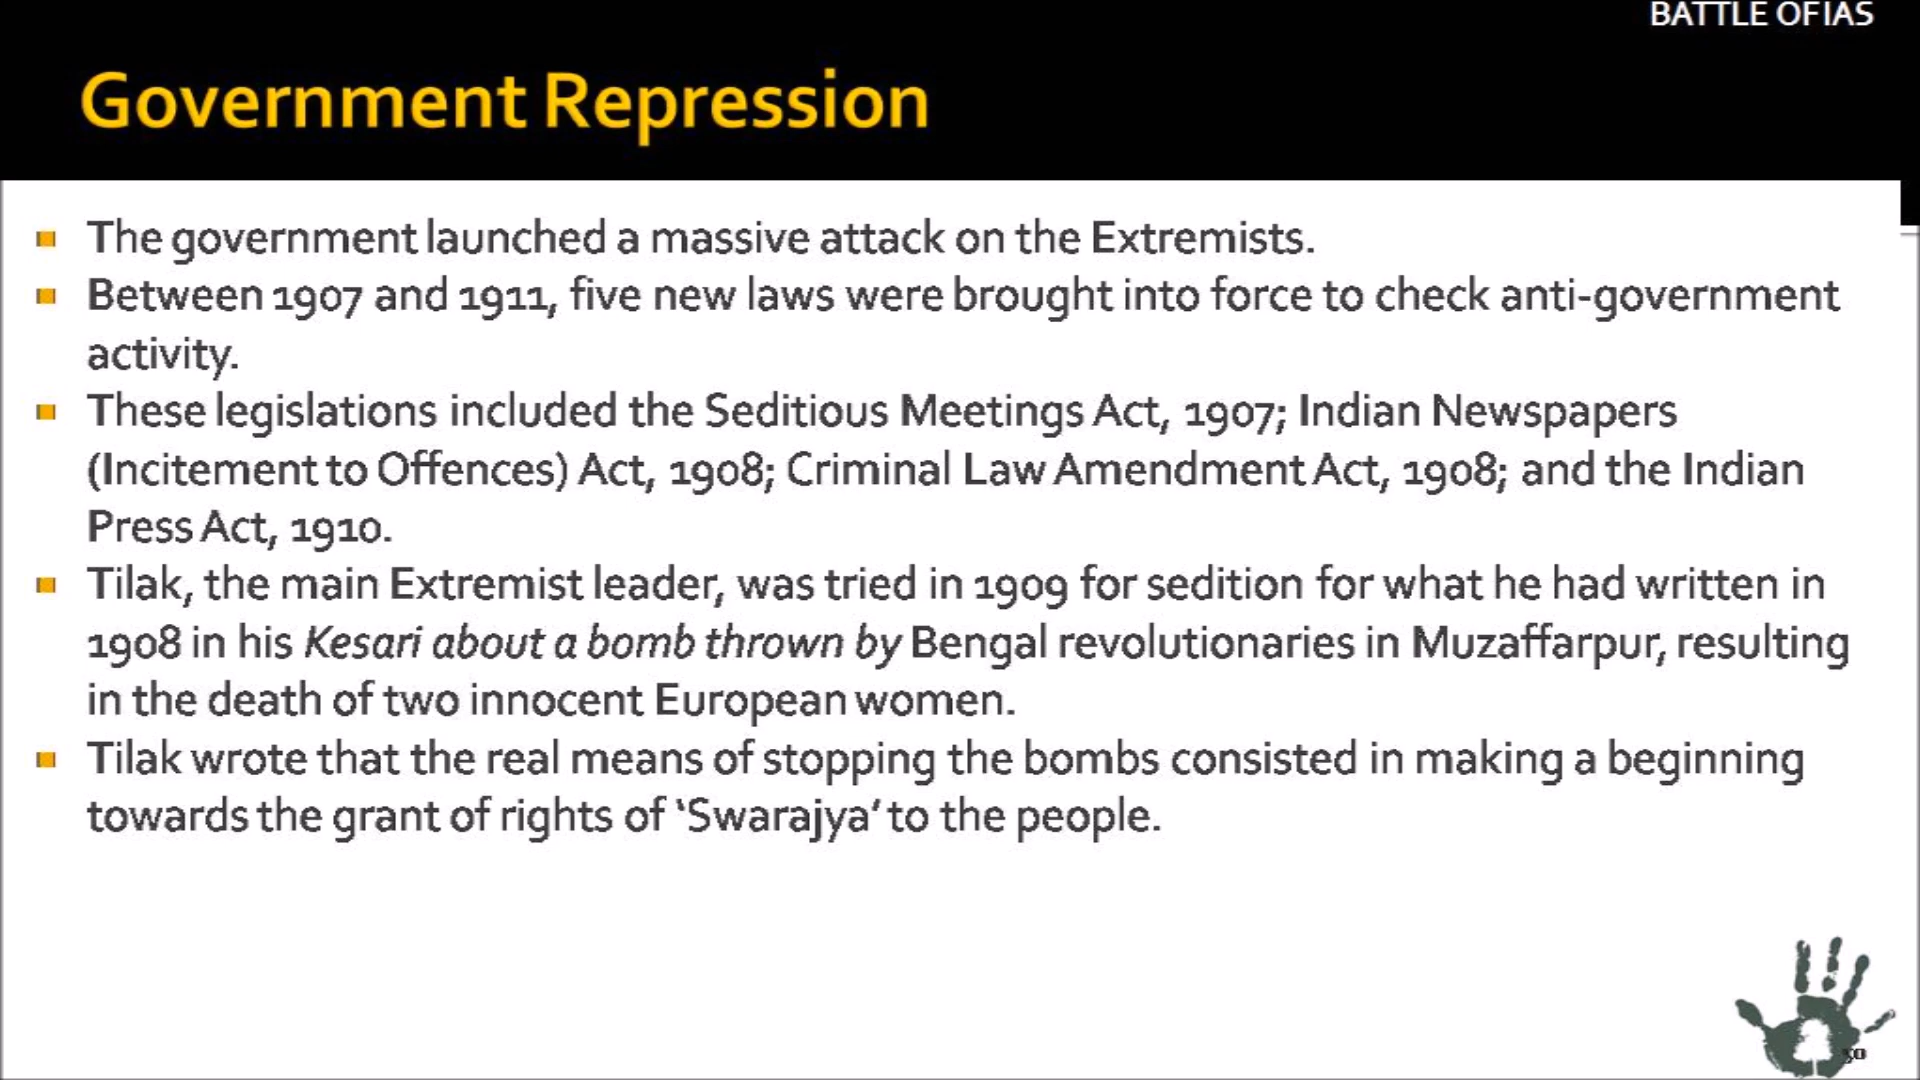 BATTLE OF IAS
Government Repression
The government launched a massive attack on the Extremists.
Between 1907 and 1911, five new laws were brought into force to check anti-government
activity.
These legislations included the Seditious Meetings Act, 1907; Indian Newspapers
(Incitement to Offences) Act, 1908; Criminal Law Amendment Act, 1908; and the Indian
Press Act, 1910.
Tilak, the main Extremist leader, was tried in 1909 for sedition for what he had written in
1908 in his Kesari about a bomb thrown by Bengal revolutionaries in Muzaffarpur, resulting
in the death of two innocent European women.
Tilak wrote that the real means of stopping the bombs consisted in making a beginning
towards the grant of rights of ‘Swarajya’ to the people.